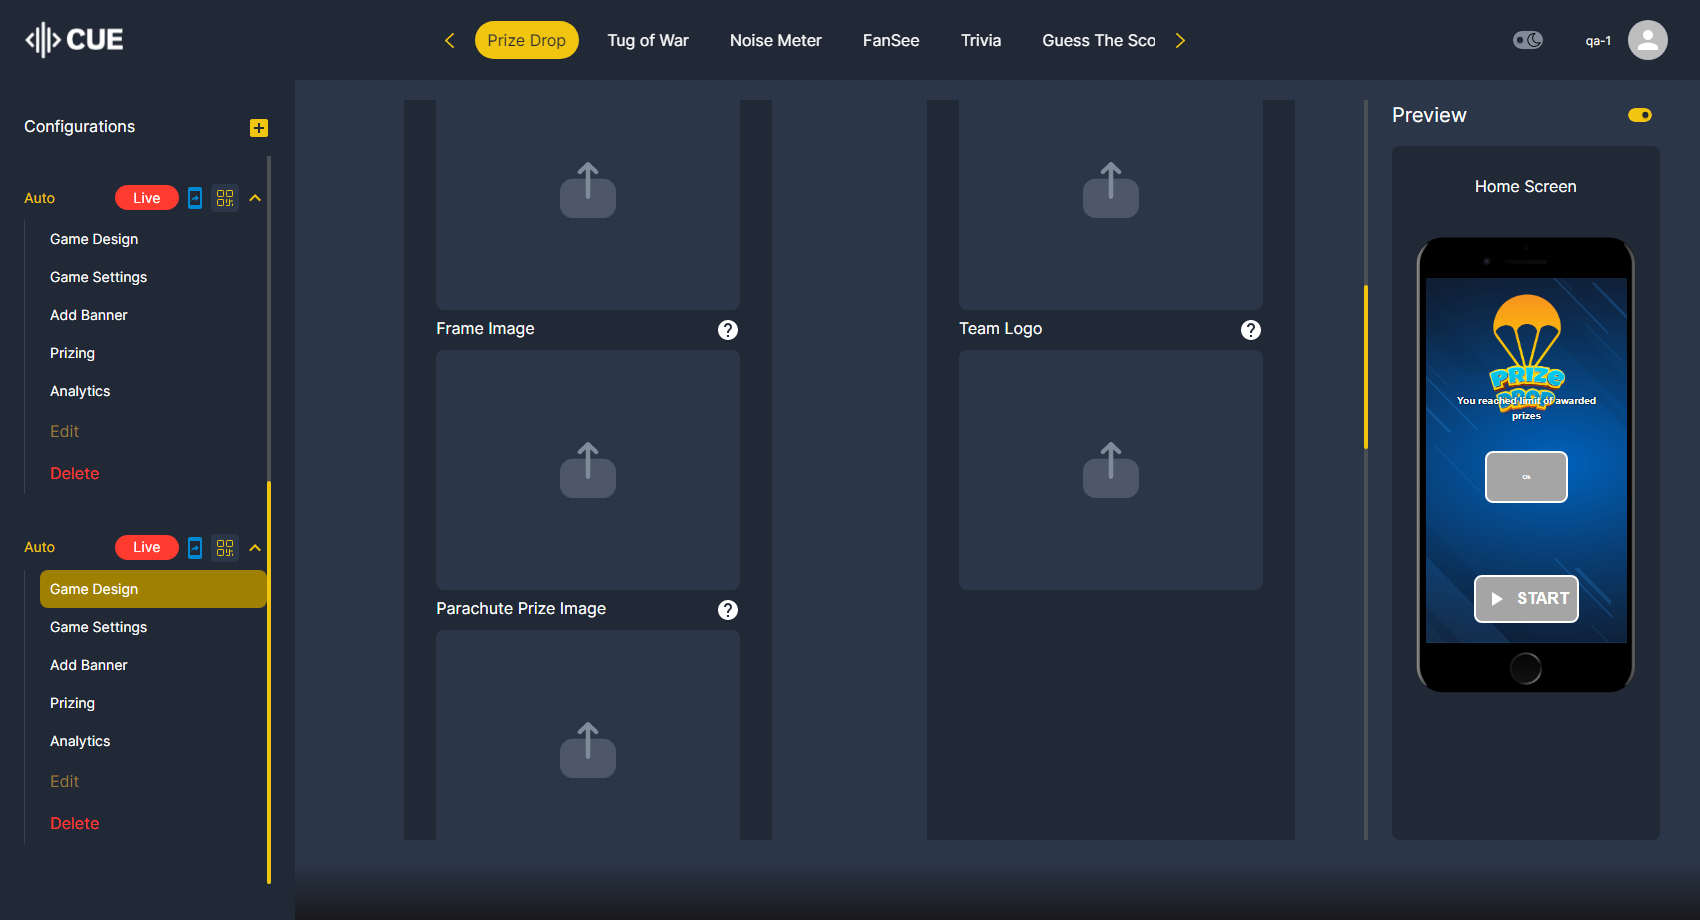 CUE
Prize Drop
Tug of War
Noise Meter
FanSee
Trivia
Guess The Sco
qa-1
Configurations
Auto
Live
Game Design
Game Settings
Add Banner
Prizing
Analytics
Edit
Delete
Auto
Live
Game Design
Game Settings
Add Banner
Prizing
Analytics
Edit
Delete
Frame Image
Parachute Prize Image
Team Logo
Preview
Home Screen
PRIZE
DROP
You reached limit of awarded
prizes
Ok
START